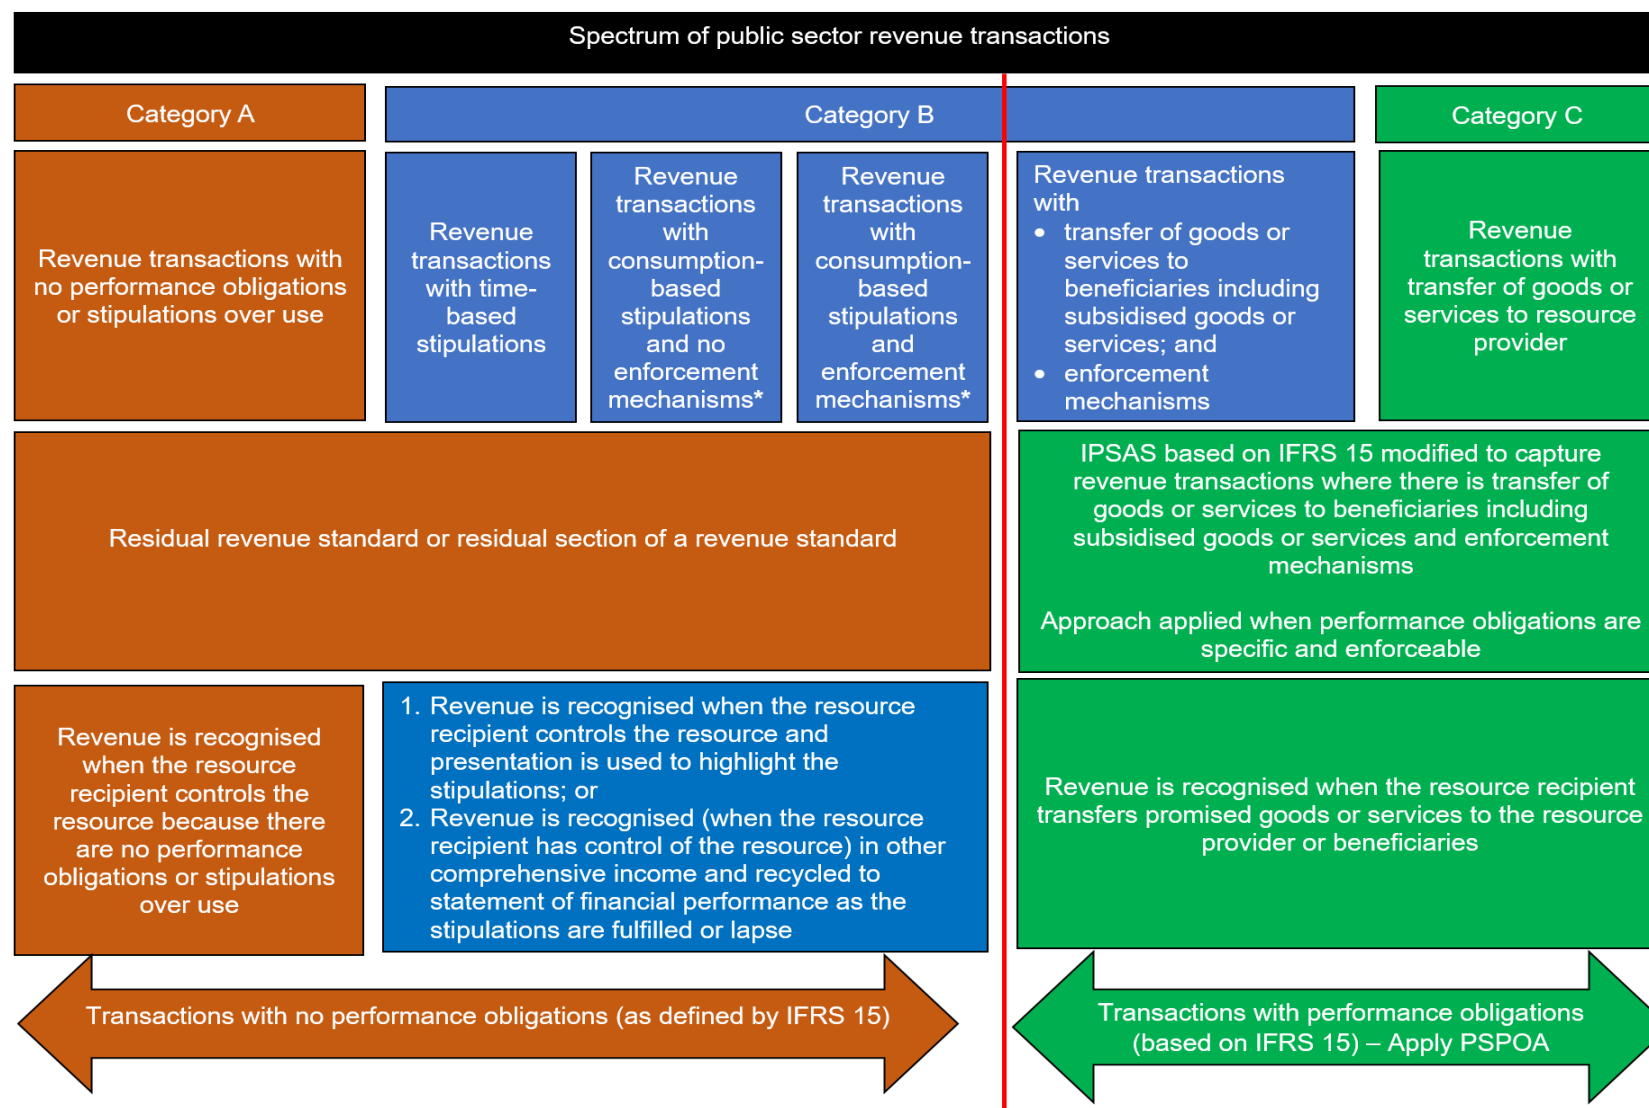 Spectrum of public sector revenue transactions
Category A
Category B
Category C
Revenue transactions with
no performance obligations
or stipulations over use
Revenue
transactions
with time-
based
stipulations
Revenue
transactions
with
consumption-
based
stipulations
and no
enforcement
mechanisms*
Revenue
transactions
with
consumption-
based
stipulations
and
enforcement
mechanisms*
Revenue transactions
with
• transfer of goods or
services to
beneficiaries including
subsidised goods or
services; and
• enforcement
mechanisms
Revenue
transactions with
transfer of goods or
services to resource
provider
Residual revenue standard or residual section of a revenue standard
IPSAS based on IFRS 15 modified to capture
revenue transactions where there is transfer of
goods or services to beneficiaries including
subsidised goods or services and enforcement
mechanisms
Approach applied when performance obligations are
specific and enforceable
Revenue is recognised
when the resource
recipient controls the
resource because there
are no performance
obligations or stipulations
over use
1. Revenue is recognised when the resource
recipient controls the resource and
presentation is used to highlight the
stipulations; or
2. Revenue is recognised (when the resource
recipient has control of the resource) in other
comprehensive income and recycled to
statement of financial performance as the
stipulations are fulfilled or lapse
Revenue is recognised when the resource recipient
transfers promised goods or services to the resource
provider or beneficiaries
Transactions with no performance obligations (as defined by IFRS 15)
Transactions with performance obligations
(based on IFRS 15) – Apply PSPOA